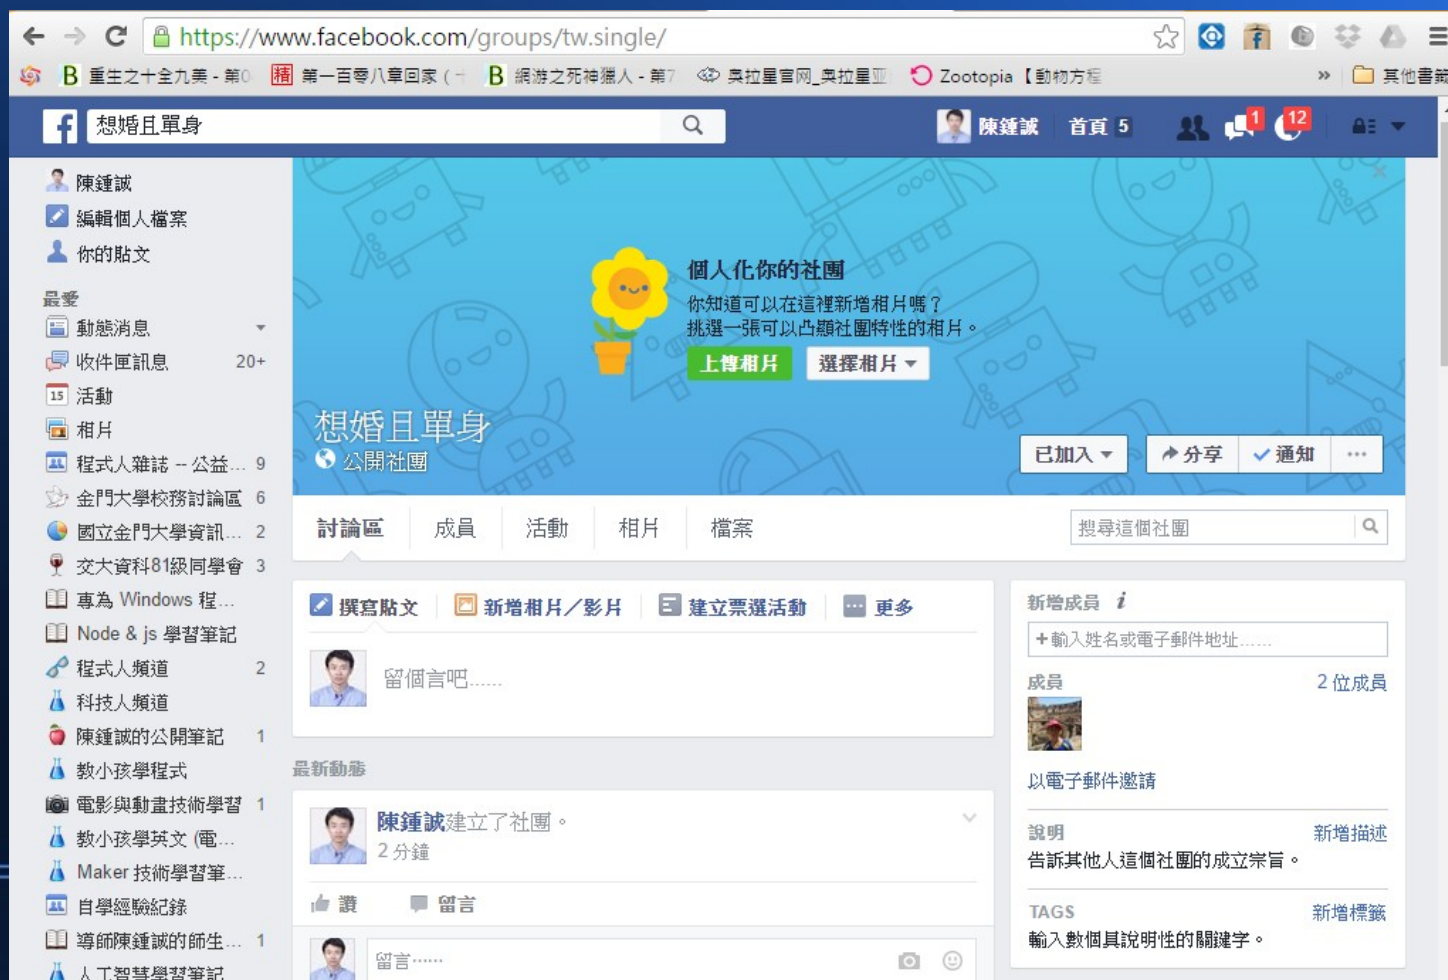 https://www.facebook.com/groups/tw.single/
重生之十全九美 - 第0
精 第一百零八章回家 (十
網游之死神獵人 - 第7
奧拉星官网_奥拉星亚
Zootopia 【動物方程
» 其他書籤
想婚且單身
陳鍾誠 首頁 5 1 12
陳鍾誠
編輯個人檔案
你的貼文
最愛
動態消息
收件匣訊息 20+
15 活動
相片
程式人雜誌 -- 公益... 9
金門大學校務討論區 6
國立金門大學資訊... 2
交大資科81級同學會 3
專為 Windows 程...
Node & js 學習筆記
程式人頻道 2
科技人頻道
陳鍾誠的公開筆記 1
教小孩學程式
電影與動畫技術學習 1
教小孩學英文 (電...
Maker 技術學習筆...
自學經驗紀錄
導師陳鍾誠的師生... 1
人工智慧學習筆記
個人化你的社團
你知道可以在這裡新增相片嗎？
挑選一張可以凸顯社團特性的相片。
上傳相片 選擇相片
想婚且單身
公開社團
已加入 分享 通知 ...
討論區 成員 活動 相片 檔案
搜尋這個社團
撰寫貼文 新增相片／影片 建立票選活動 更多
留個言吧......
最新動態
陳鍾誠建立了社團。
2 分鐘
讚 留言
留言......
新增成員 i
+輸入姓名或電子郵件地址......
成員 2 位成員
以電子郵件邀請
說明 新增描述
告訴其他人這個社團的成立宗旨。
TAGS 新增標籤
輸入數個具說明性的關鍵字。